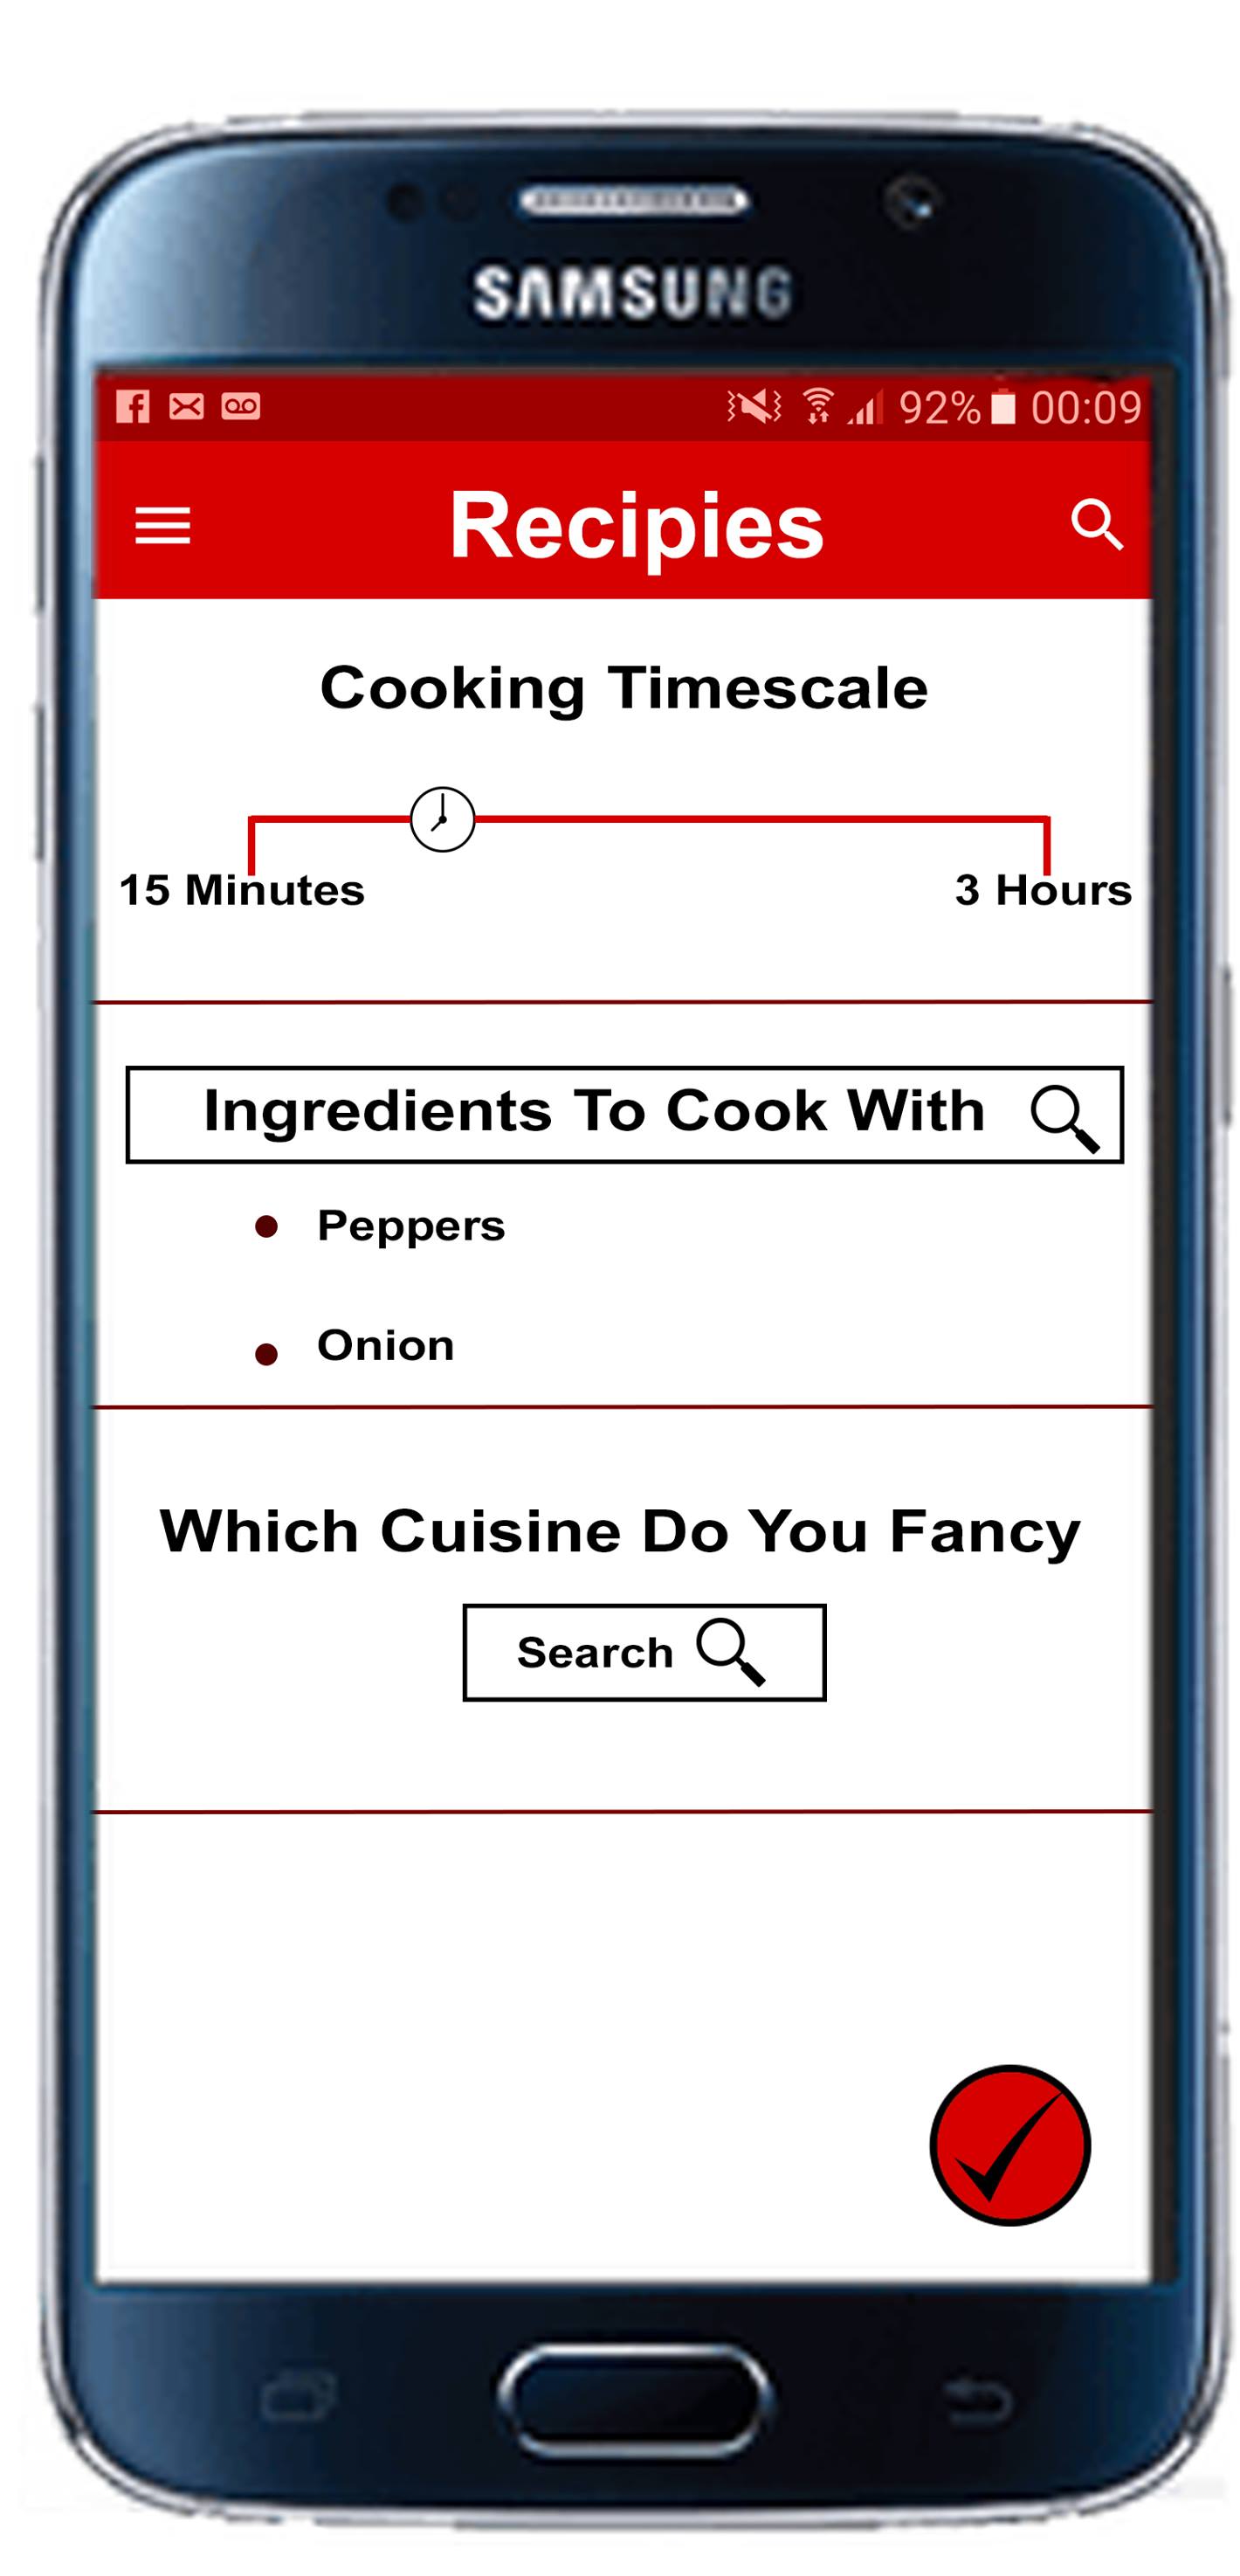 SAMSUNG
92% 00:09
Recipies
Cooking Timescale
15 Minutes 3 Hours
Ingredients To Cook With
Peppers
Onion
Which Cuisine Do You Fancy
Search